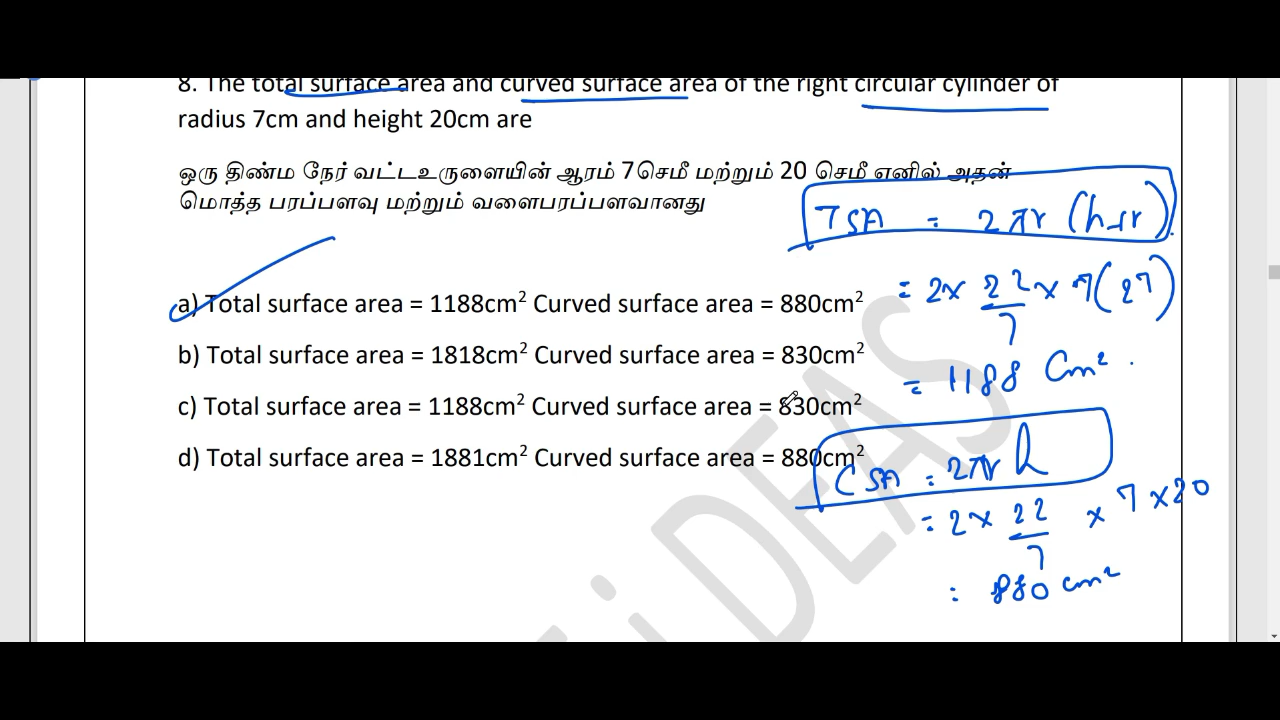 8. The total surface area and curved surface area of the right circular cylinder of
radius 7cm and height 20cm are
ஒரு திண்ம நேர் வட்டஉருளையின் ஆரம் 7செமீ மற்றும் 20 செமீ எனில் அதன்
மொத்த பரப்பளவு மற்றும் வளைபரப்பளவானது
a) Total surface area = 1188cm² Curved surface area = 880cm²
b) Total surface area = 1818cm² Curved surface area = 830cm²
c) Total surface area = 1188cm² Curved surface area = 830cm²
d) Total surface area = 1881cm² Curved surface area = 880cm²
TSA = 2πr (h+r)
= 2 x 22/7 x 7(27)
= 1188 Cm².
CSA = 2πr h
= 2 x 22/7 x 7 x 20
= 880 cm²
i DEAS